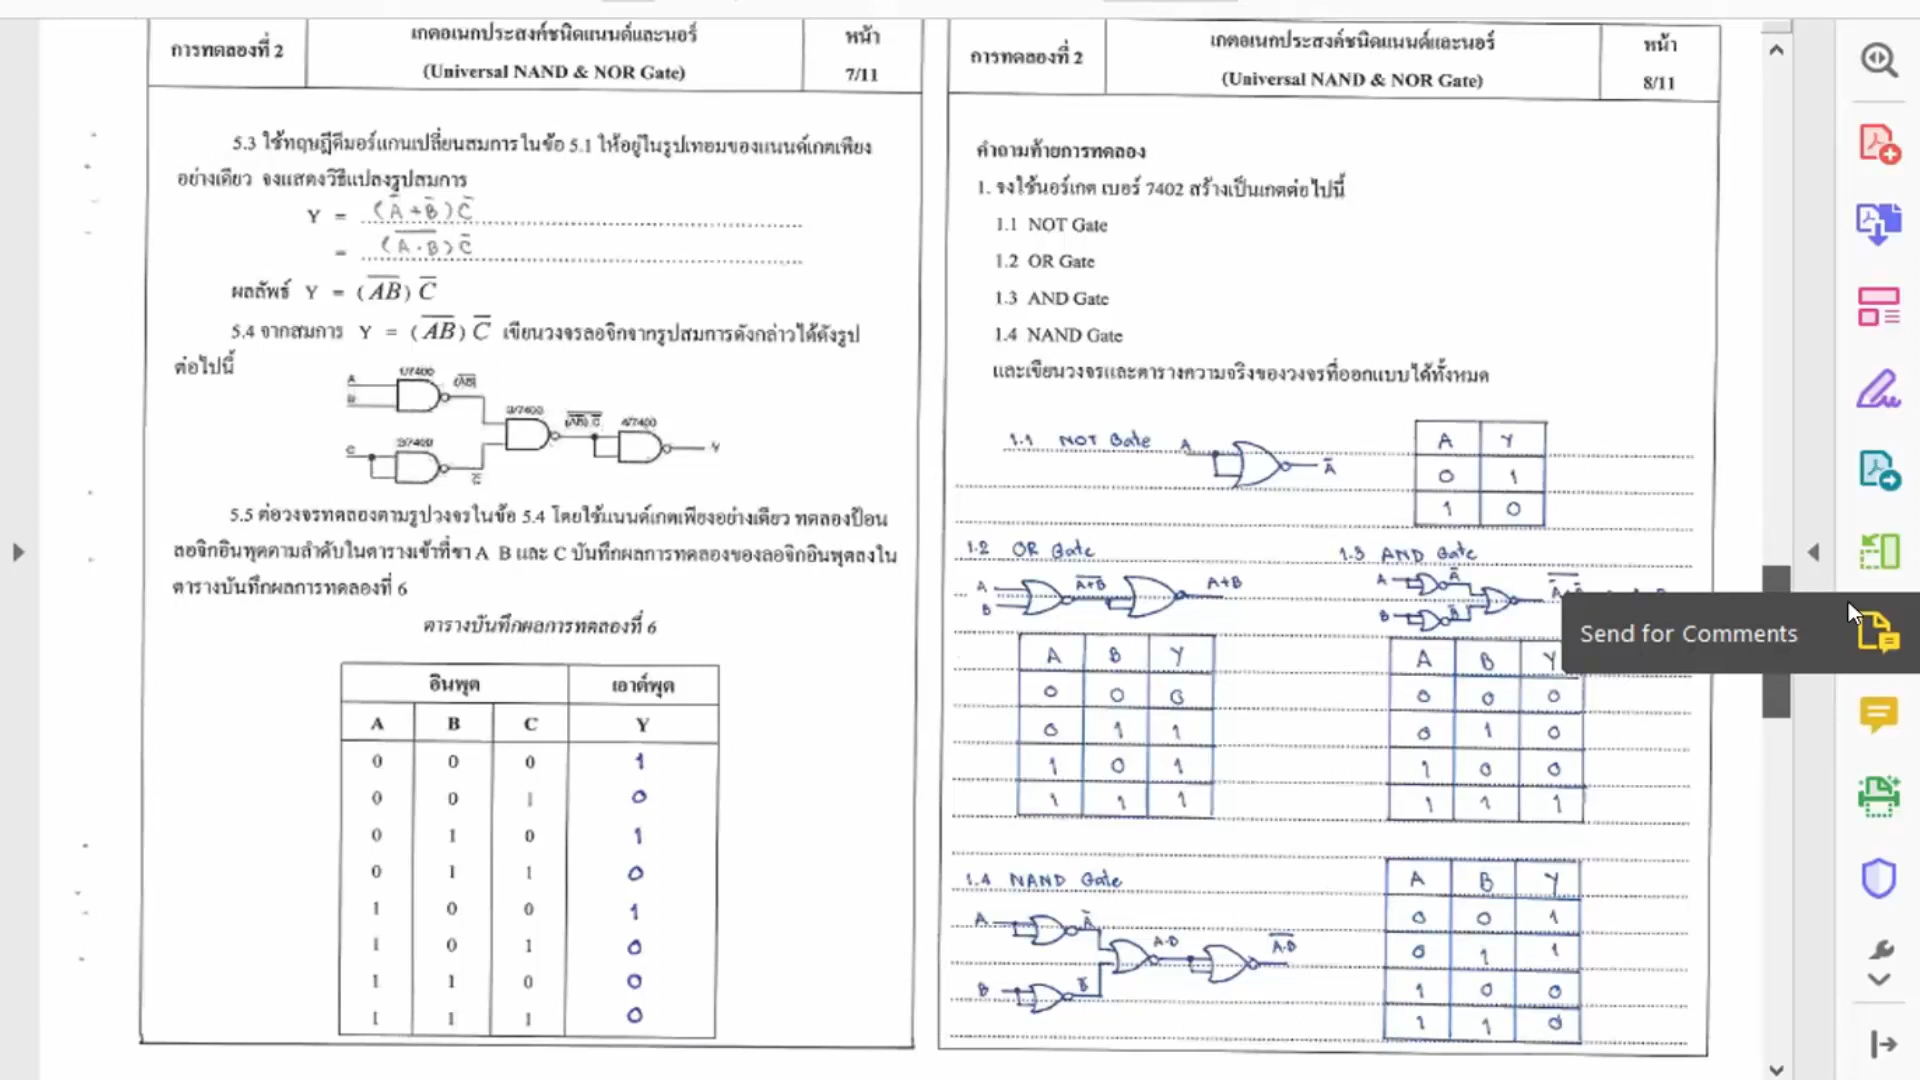 การทดลองที่ 2
เกตอเนกประสงค์ชนิดแนนด์และนอร์
(Universal NAND & NOR Gate)
หน้า
7/11
5.3 ใช้ทฤษฎีดีมอร์แกนเปลี่ยนสมการในข้อ 5.1 ให้อยู่ในรูปเทอมของแนนด์เกตเพียง
อย่างเดียว จงแสดงวิธีแปลงรูปสมการ
Y = (A̅ + B̅) C̅
= (A̅·̅B̅) C̅
ผลลัพธ์ Y = (A̅B̅) C̅
5.4 จากสมการ Y = (A̅B̅) C̅ เขียนวงจรลอจิกจากรูปสมการดังกล่าวได้ดังรูป
ต่อไปนี้
A 1/7400 (A̅B̅)
B
3/7400 4/7400 Y
C 2/7400 C̅
5.5 ต่อวงจรทดลองตามรูปวงจรในข้อ 5.4 โดยใช้แนนด์เกตเพียงอย่างเดียว ทดลองป้อน
ลอจิกอินพุตตามลำดับในตารางเข้าที่ขา A B และ C บันทึกผลการทดลองของลอจิกอินพุตลงใน
ตารางบันทึกผลการทดลองที่ 6
ตารางบันทึกผลการทดลองที่ 6
อินพุต เอาต์พุต
A B C Y
0 0 0 1
0 0 1 0
0 1 0 1
0 1 1 0
1 0 0 1
1 0 1 0
1 1 0 0
1 1 1 0
การทดลองที่ 2
เกตอเนกประสงค์ชนิดแนนด์และนอร์
(Universal NAND & NOR Gate)
หน้า
8/11
คำถามท้ายการทดลอง
1. จงใช้นอร์เกต เบอร์ 7402 สร้างเป็นเกตต่อไปนี้
1.1 NOT Gate
1.2 OR Gate
1.3 AND Gate
1.4 NAND Gate
และเขียนวงจรและตารางความจริงของวงจรที่ออกแบบได้ทั้งหมด
1.1 NOT Gate A A̅
A Y
0 1
1 0
1.2 OR Gate
A B A̅+̅B̅ A+B
A B Y
0 0 0
0 1 1
1 0 1
1 1 1
1.3 AND Gate
A A̅
B B̅
A B Y
0 0 0
0 1 0
1 0 0
1 1 1
1.4 NAND Gate
A A̅ A·B A̅·̅B̅
B B̅
A B Y
0 0 1
0 1 1
1 0 0
1 1 0
Send for Comments